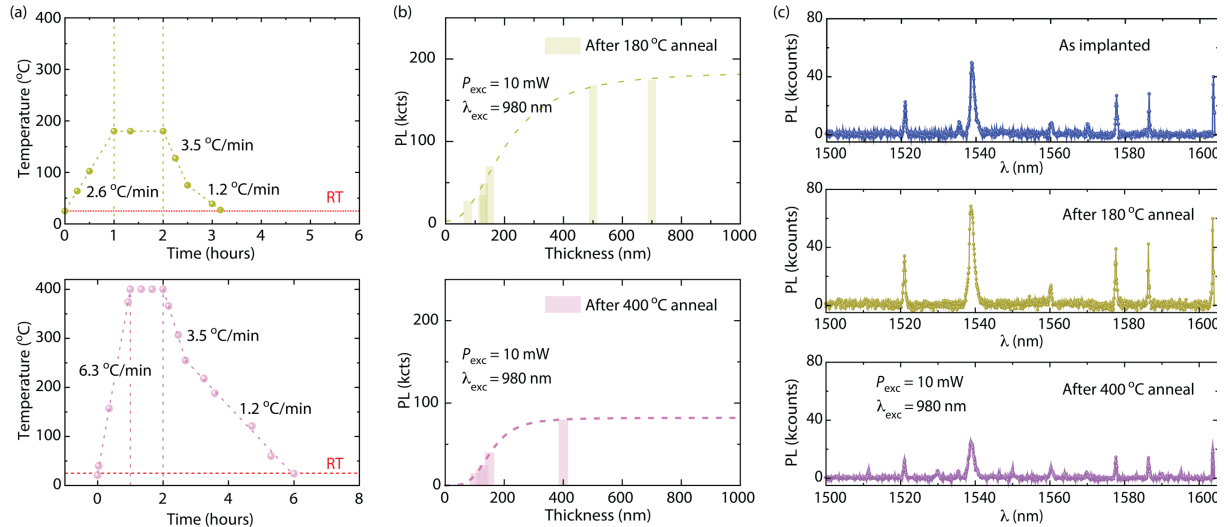 (a)
400
300
200
100
0
Temperature (°C)
2.6 °C/min
3.5 °C/min
1.2 °C/min
RT
0 1 2 3 4 5 6
Time (hours)
400
300
200
100
0
Temperature (°C)
6.3 °C/min
3.5 °C/min
1.2 °C/min
RT
0 2 4 6 8
Time (hours)
(b)
200
100
0
PL (kcts)
After 180 °C anneal
Pexc = 10 mW
λexc = 980 nm
0 200 400 600 800 1000
Thickness (nm)
200
100
0
PL (kcts)
After 400 °C anneal
Pexc = 10 mW
λexc = 980 nm
0 200 400 600 800 1000
Thickness (nm)
(c)
80
40
0
PL (kcounts)
As implanted
1500 1520 1540 1560 1580 1600
λ (nm)
80
60
40
20
0
PL (kcounts)
After 180 °C anneal
1500 1520 1540 1560 1580 1600
λ (nm)
80
60
40
20
0
PL (kcounts)
Pexc = 10 mW
λexc = 980 nm
After 400 °C anneal
1500 1520 1540 1560 1580 1600
λ (nm)